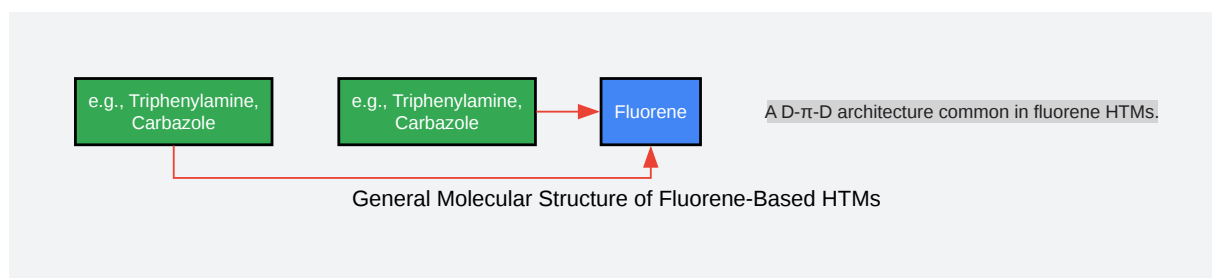 e.g., Triphenylamine,
Carbazole
e.g., Triphenylamine,
Carbazole
Fluorene
A D-π-D architecture common in fluorene HTMs.
General Molecular Structure of Fluorene-Based HTMs